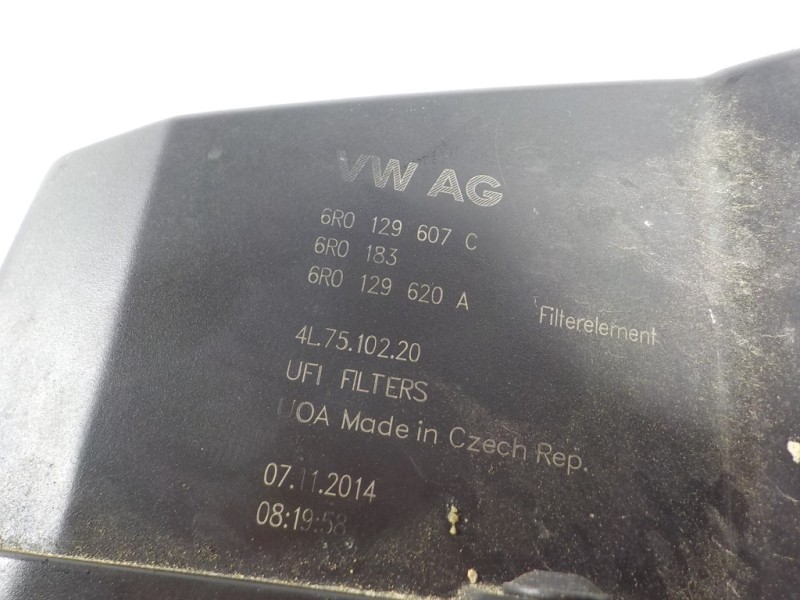 VW AG
6R0 129 607 C
6R0 183
6R0 129 620 A Filterelement
4L.75.102.20
UFI FILTERS
UOA Made in Czech Rep.
07.11.2014
08:19:58